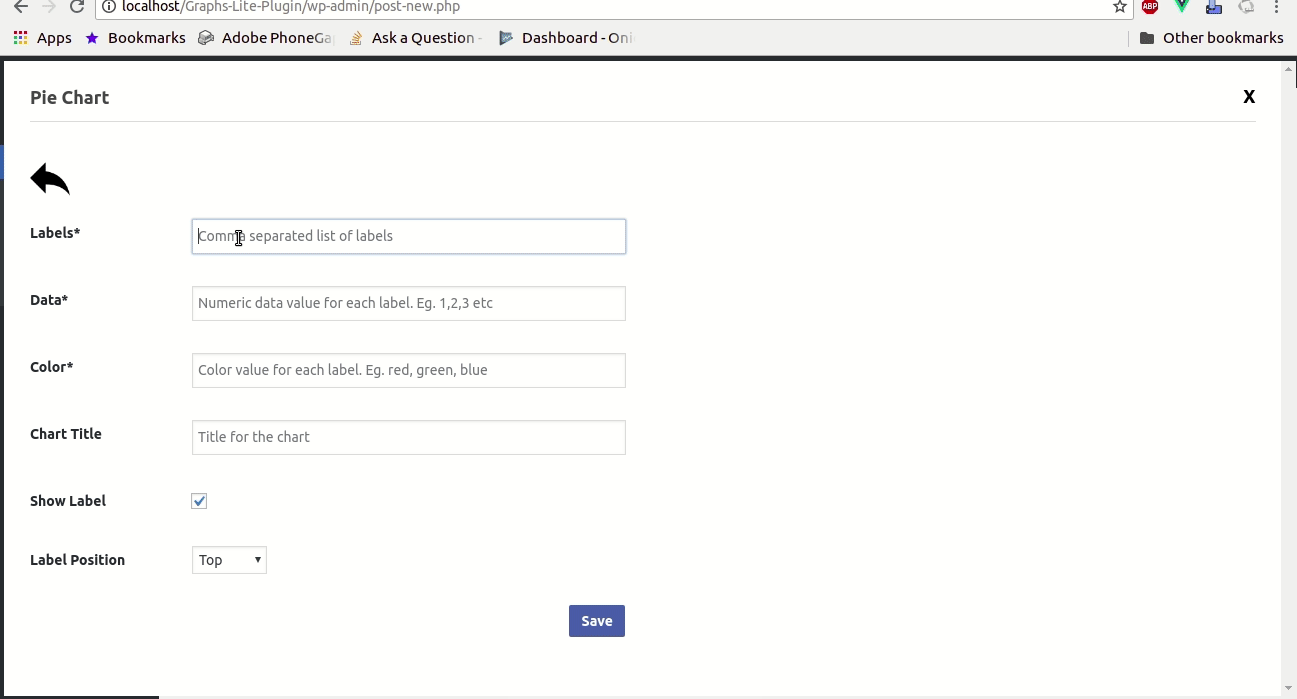 localhost/Graphs-Lite-Plugin/wp-admin/post-new.php
ABP
Apps Bookmarks Adobe PhoneGa Ask a Question - Dashboard - Oni Other bookmarks
Pie Chart X
Labels* Comma separated list of labels
Data* Numeric data value for each label. Eg. 1,2,3 etc
Color* Color value for each label. Eg. red, green, blue
Chart Title Title for the chart
Show Label
Label Position Top
Save